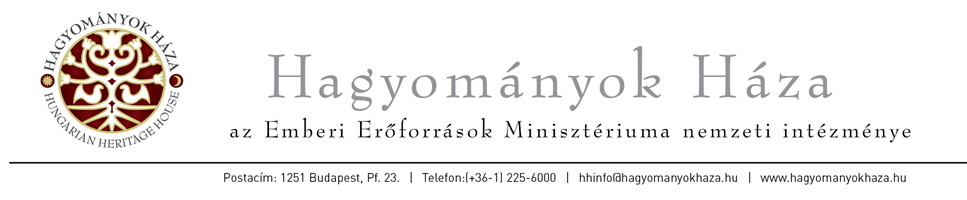 HAGYOMÁNYOK HÁZA
HUNGARIAN HERITAGE HOUSE
Hagyományok Háza
az Emberi Erőforrások Minisztériuma nemzeti intézménye
Postacím: 1251 Budapest, Pf. 23. | Telefon:(+36-1) 225-6000 | hhinfo@hagyomanyokhaza.hu | www.hagyomanyokhaza.hu